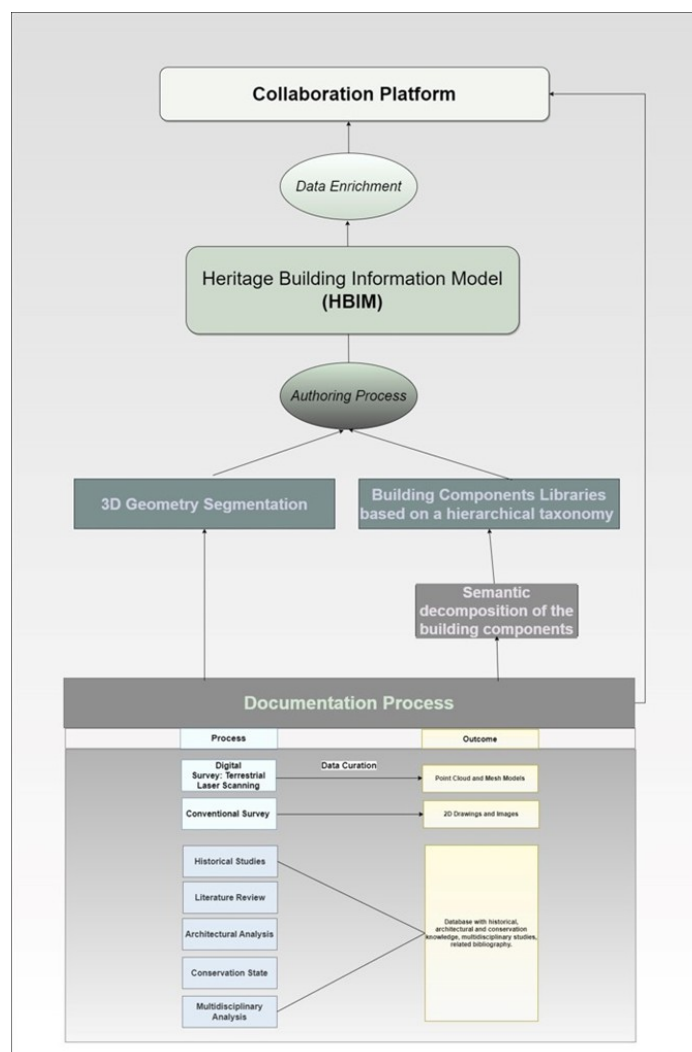 Collaboration Platform
Data Enrichment
Heritage Building Information Model
(HBIM)
Authoring Process
3D Geometry Segmentation
Building Components Libraries
based on a hierarchical taxonomy
Semantic
decomposition of the
building components
Documentation Process
Process
Outcome
Digital
Survey: Terrestrial
Laser Scanning
Data Curation
Point Cloud and Mesh Models
Conventional Survey
2D Drawings and Images
Historical Studies
Literature Review
Architectural Analysis
Conservation State
Multidisciplinary
Analysis
Database with historical,
architectural and conservation
knowledge, multidisciplinary studies,
related bibliography.